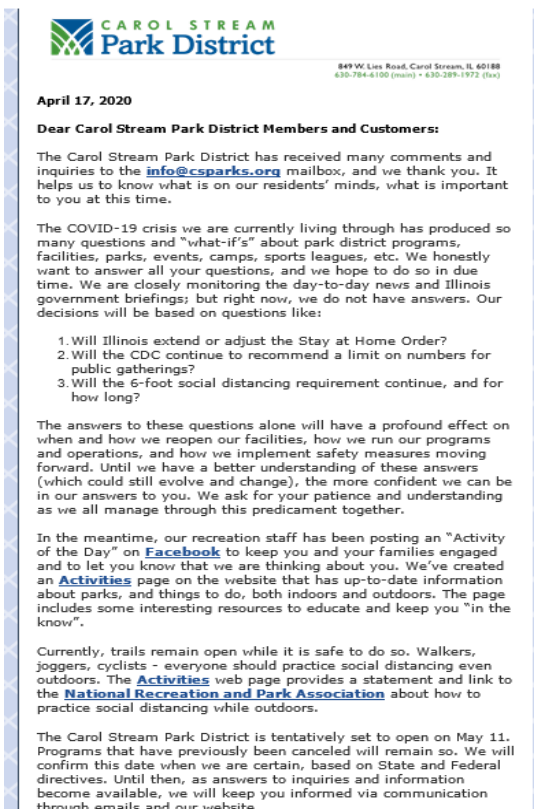 CAROL STREAM
Park District
849 W. Lies Road, Carol Stream, IL 60188
630-784-6100 (main) • 630-289-1972 (fax)
April 17, 2020
Dear Carol Stream Park District Members and Customers:
The Carol Stream Park District has received many comments and
inquiries to the info@csparks.org mailbox, and we thank you. It
helps us to know what is on our residents' minds, what is important
to you at this time.
The COVID-19 crisis we are currently living through has produced so
many questions and "what-if's" about park district programs,
facilities, parks, events, camps, sports leagues, etc. We honestly
want to answer all your questions, and we hope to do so in due
time. We are closely monitoring the day-to-day news and Illinois
government briefings; but right now, we do not have answers. Our
decisions will be based on questions like:
1. Will Illinois extend or adjust the Stay at Home Order?
2. Will the CDC continue to recommend a limit on numbers for
public gatherings?
3. Will the 6-foot social distancing requirement continue, and for
how long?
The answers to these questions alone will have a profound effect on
when and how we reopen our facilities, how we run our programs
and operations, and how we implement safety measures moving
forward. Until we have a better understanding of these answers
(which could still evolve and change), the more confident we can be
in our answers to you. We ask for your patience and understanding
as we all manage through this predicament together.
In the meantime, our recreation staff has been posting an "Activity
of the Day" on Facebook to keep you and your families engaged
and to let you know that we are thinking about you. We've created
an Activities page on the website that has up-to-date information
about parks, and things to do, both indoors and outdoors. The page
includes some interesting resources to educate and keep you "in the
know".
Currently, trails remain open while it is safe to do so. Walkers,
joggers, cyclists - everyone should practice social distancing even
outdoors. The Activities web page provides a statement and link to
the National Recreation and Park Association about how to
practice social distancing while outdoors.
The Carol Stream Park District is tentatively set to open on May 11.
Programs that have previously been canceled will remain so. We will
confirm this date when we are certain, based on State and Federal
directives. Until then, as answers to inquiries and information
become available, we will keep you informed via communication
through emails and our website.